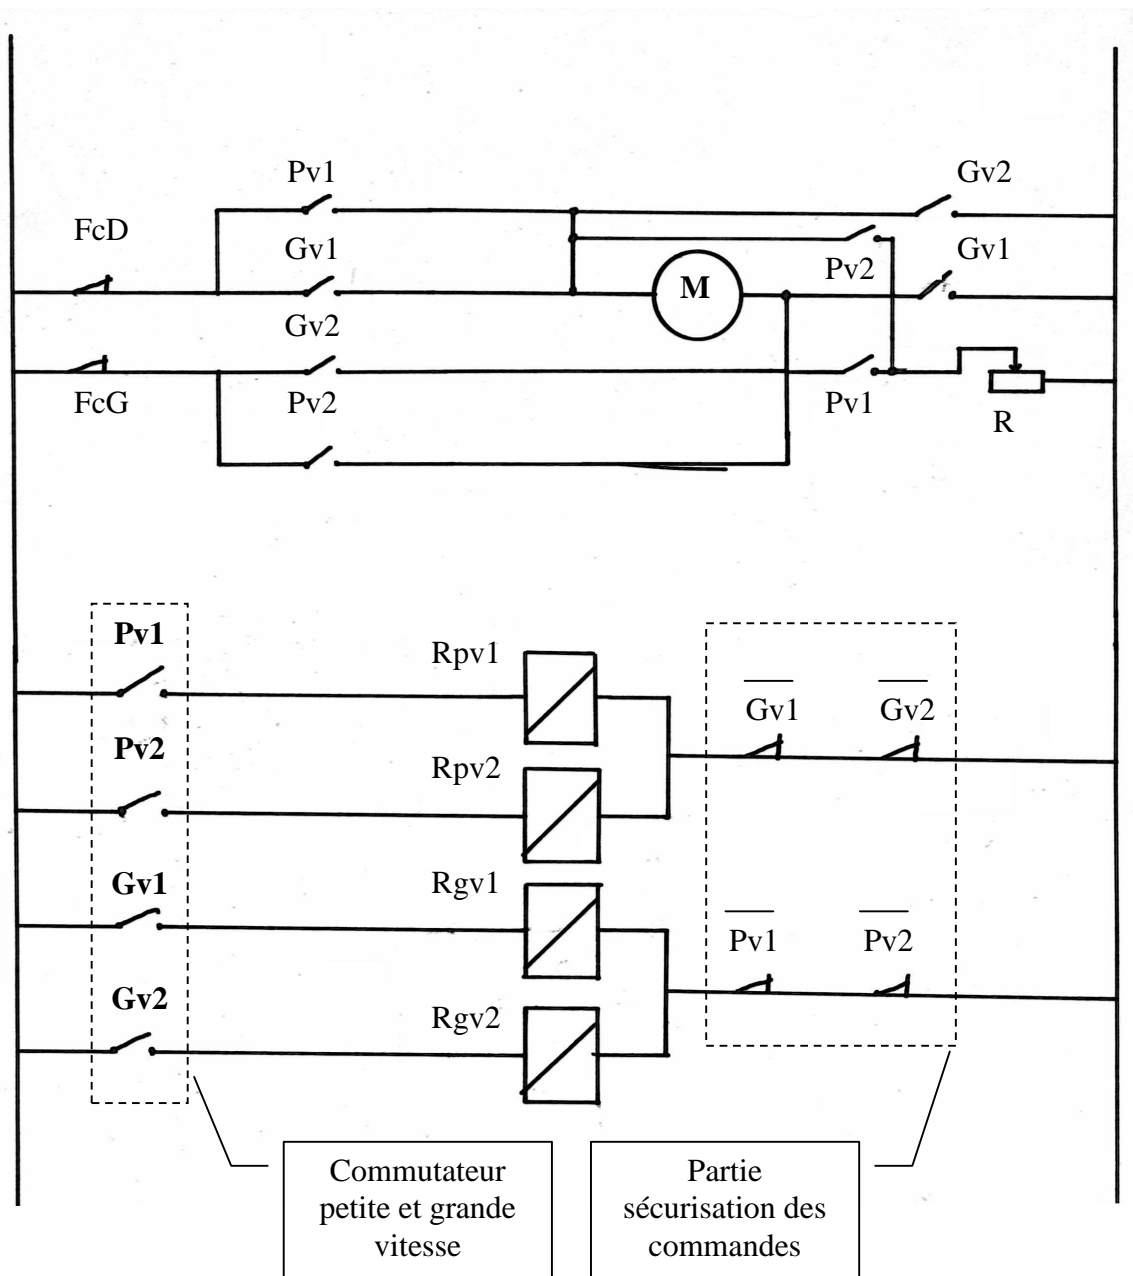 Pv1
Gv2
FcD
Gv1
Gv1
Pv2
M
Gv2
FcG
Pv2
Pv1
R
Pv1
Rpv1
Gv1
Gv2
Pv2
Rpv2
Gv1
Rgv1
Pv1
Pv2
Gv2
Rgv2
Commutateur
petite et grande
vitesse
Partie
sécurisation des
commandes